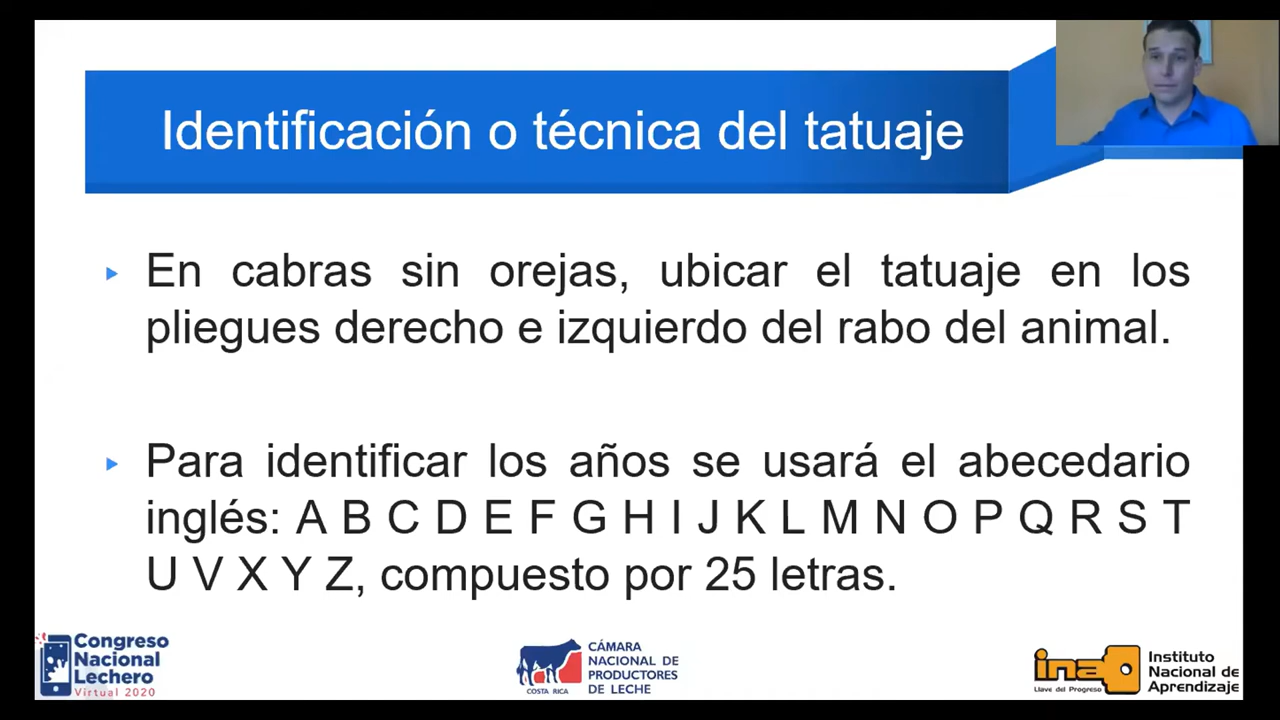 Identificación o técnica del tatuaje
En cabras sin orejas, ubicar el tatuaje en los
pliegues derecho e izquierdo del rabo del animal.
Para identificar los años se usará el abecedario
inglés: A B C D E F G H I J K L M N O P Q R S T
U V X Y Z, compuesto por 25 letras.
Congreso
Nacional
Lechero
Virtual 2020
CÁMARA
NACIONAL DE
PRODUCTORES
DE LECHE
COSTA RICA
ina
Llave del Progreso
Instituto
Nacional de
Aprendizaje